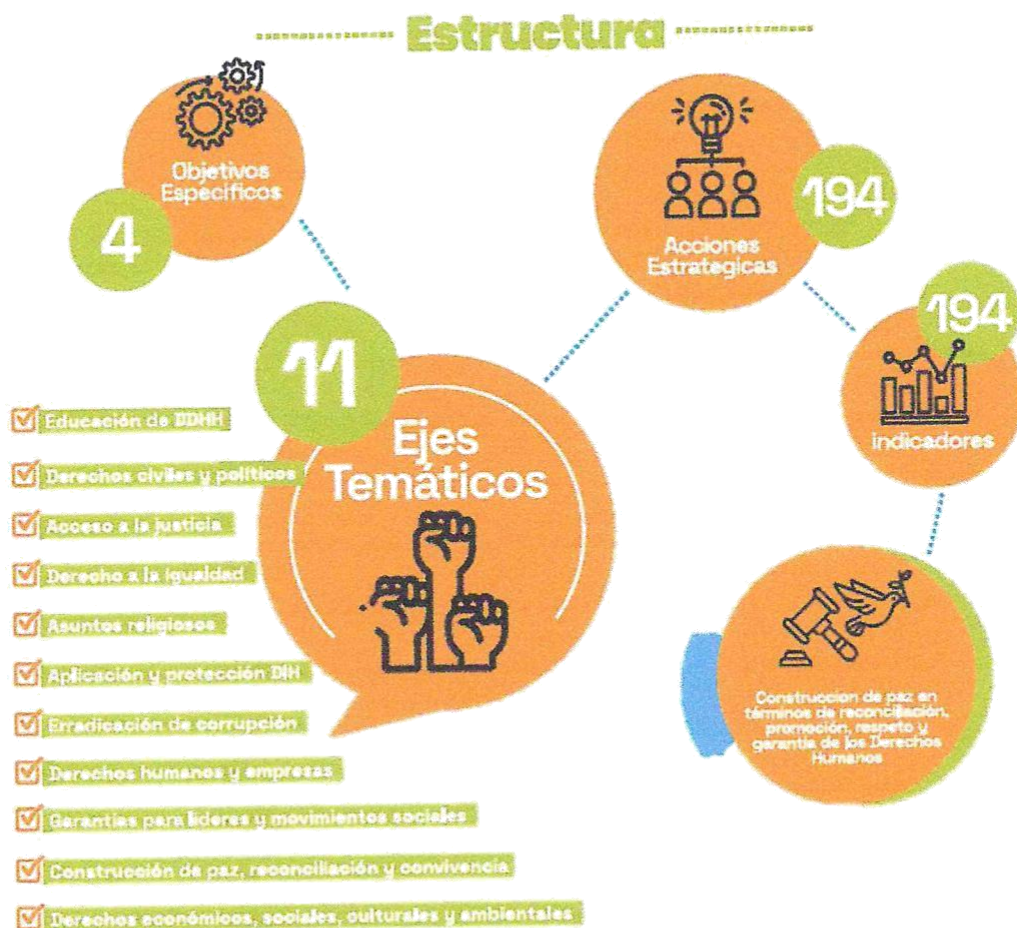 Estructura
Objetivos
Específicos
4
Acciones
Estrategicas
194
194
Indicadores
11
Ejes
Temáticos
Educación de DDHH
Derechos civiles y políticos
Acceso a la justicia
Derecho a la igualdad
Asuntos religiosos
Aplicación y protección DIH
Erradicación de corrupción
Derechos humanos y empresas
Garantías para líderes y movimientos sociales
Construcción de paz, reconciliación y convivencia
Derechos económicos, sociales, culturales y ambientales
Construccion de paz en
términos de reconciliación,
promoción, respeto y
garantía de los Derechos
Humanos